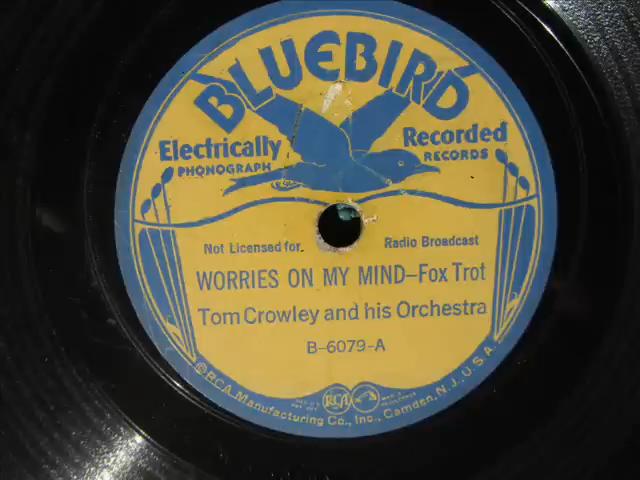 BLUEBIRD
Electrically Recorded
PHONOGRAPH RECORDS
Not Licensed for Radio Broadcast
WORRIES ON MY MIND–Fox Trot
Tom Crowley and his Orchestra
B-6079-A
RCA
©RCA Manufacturing Co., Inc., Camden, N.J., U.S.A.